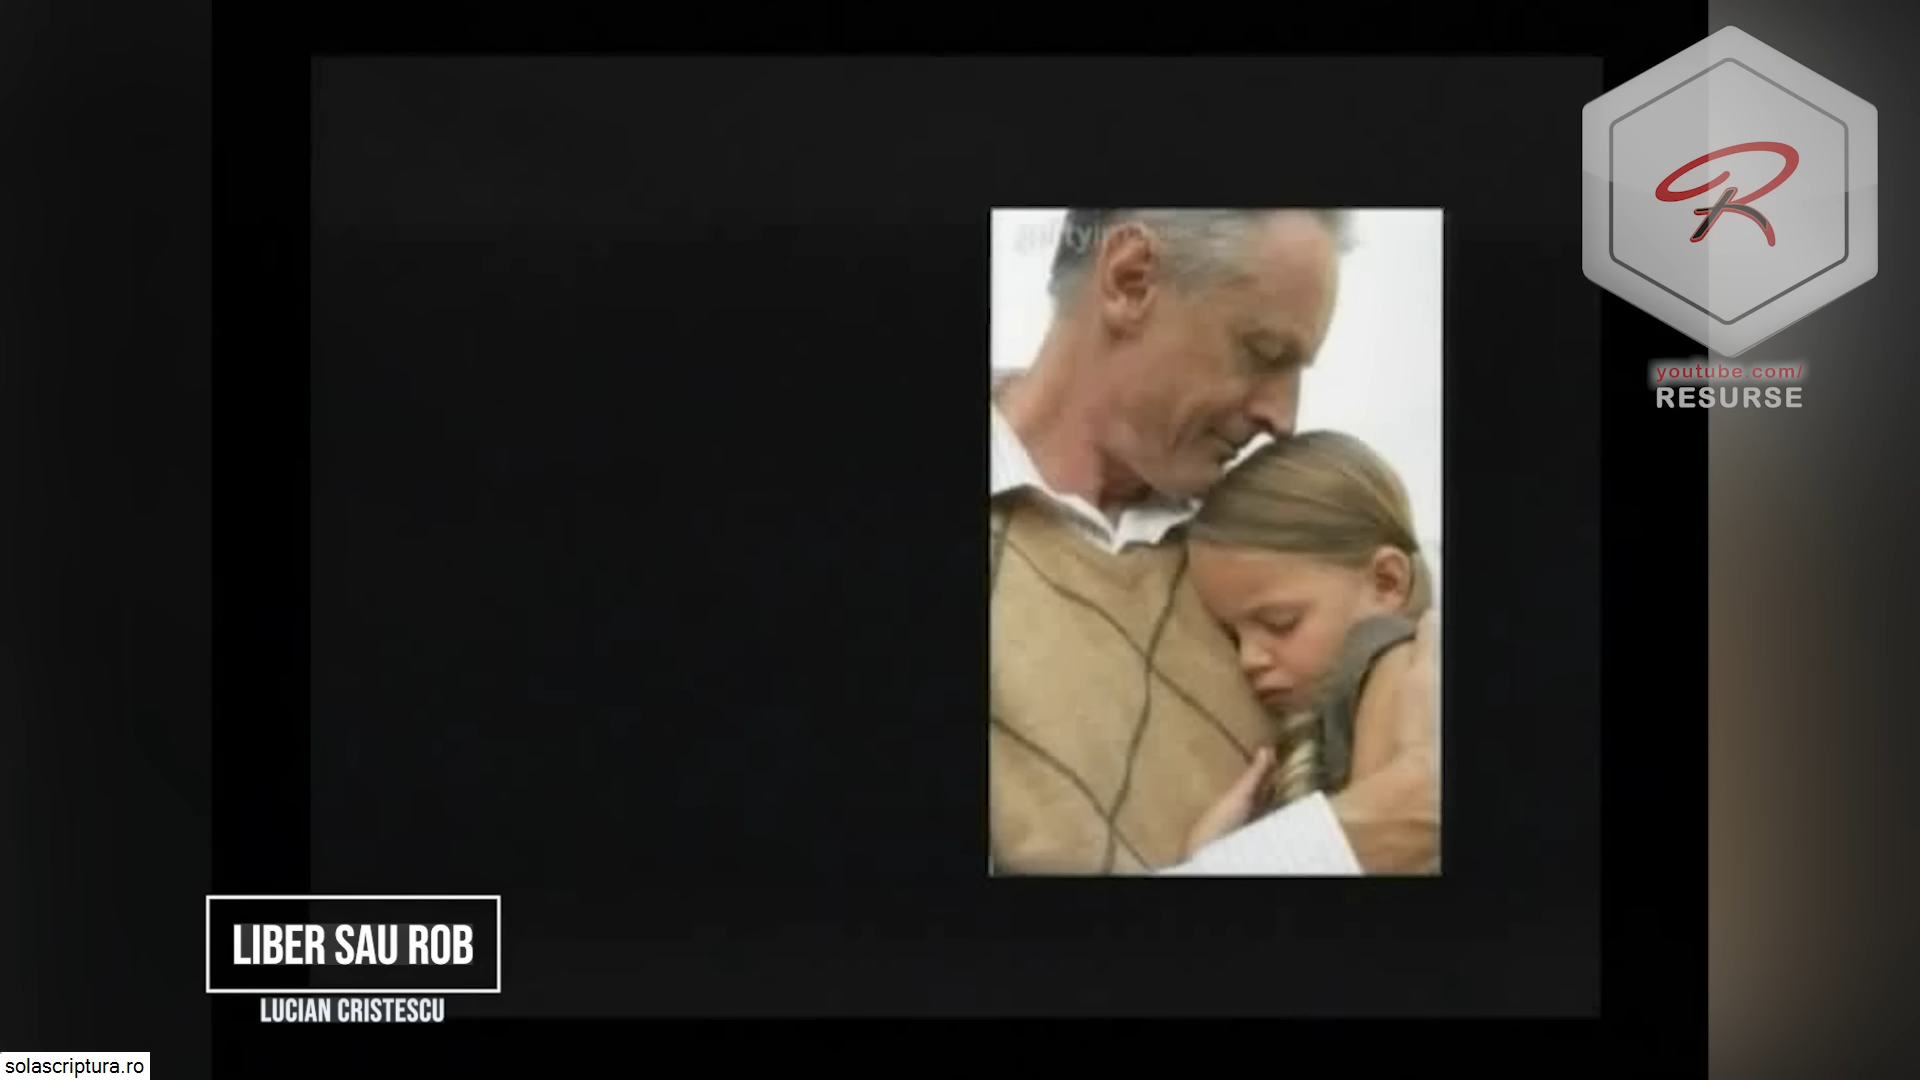 youtube.com/
RESURSE
LIBER SAU ROB
LUCIAN CRISTESCU
solascriptura.ro